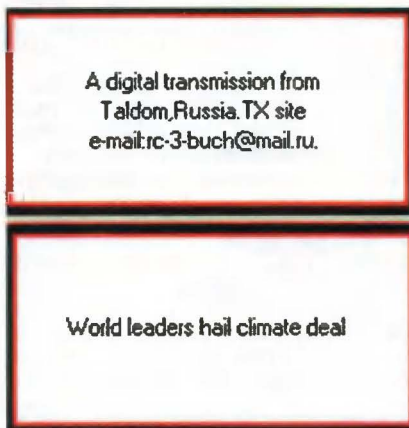 A digital transmission from
Taldom,Russia.TX site
e-mail:rc-3-buch@mail.ru.
World leaders hail climate deal